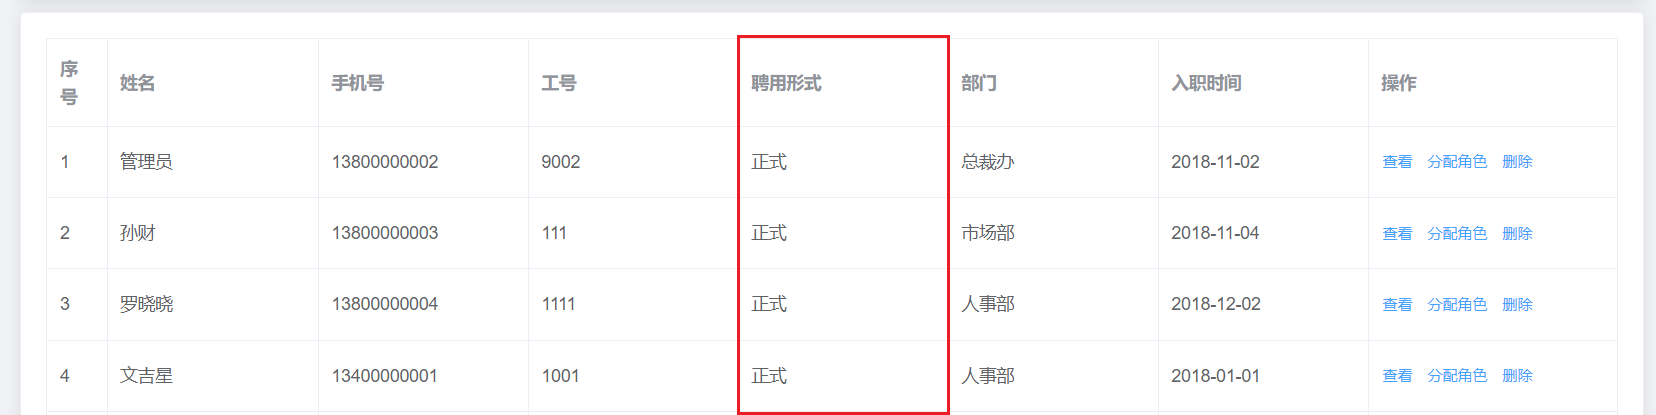 序号 姓名 手机号 工号 聘用形式 部门 入职时间 操作
1 管理员 13800000002 9002 正式 总裁办 2018-11-02 查看 分配角色 删除
2 孙财 13800000003 111 正式 市场部 2018-11-04 查看 分配角色 删除
3 罗晓晓 13800000004 1111 正式 人事部 2018-12-02 查看 分配角色 删除
4 文吉星 13400000001 1001 正式 人事部 2018-01-01 查看 分配角色 删除